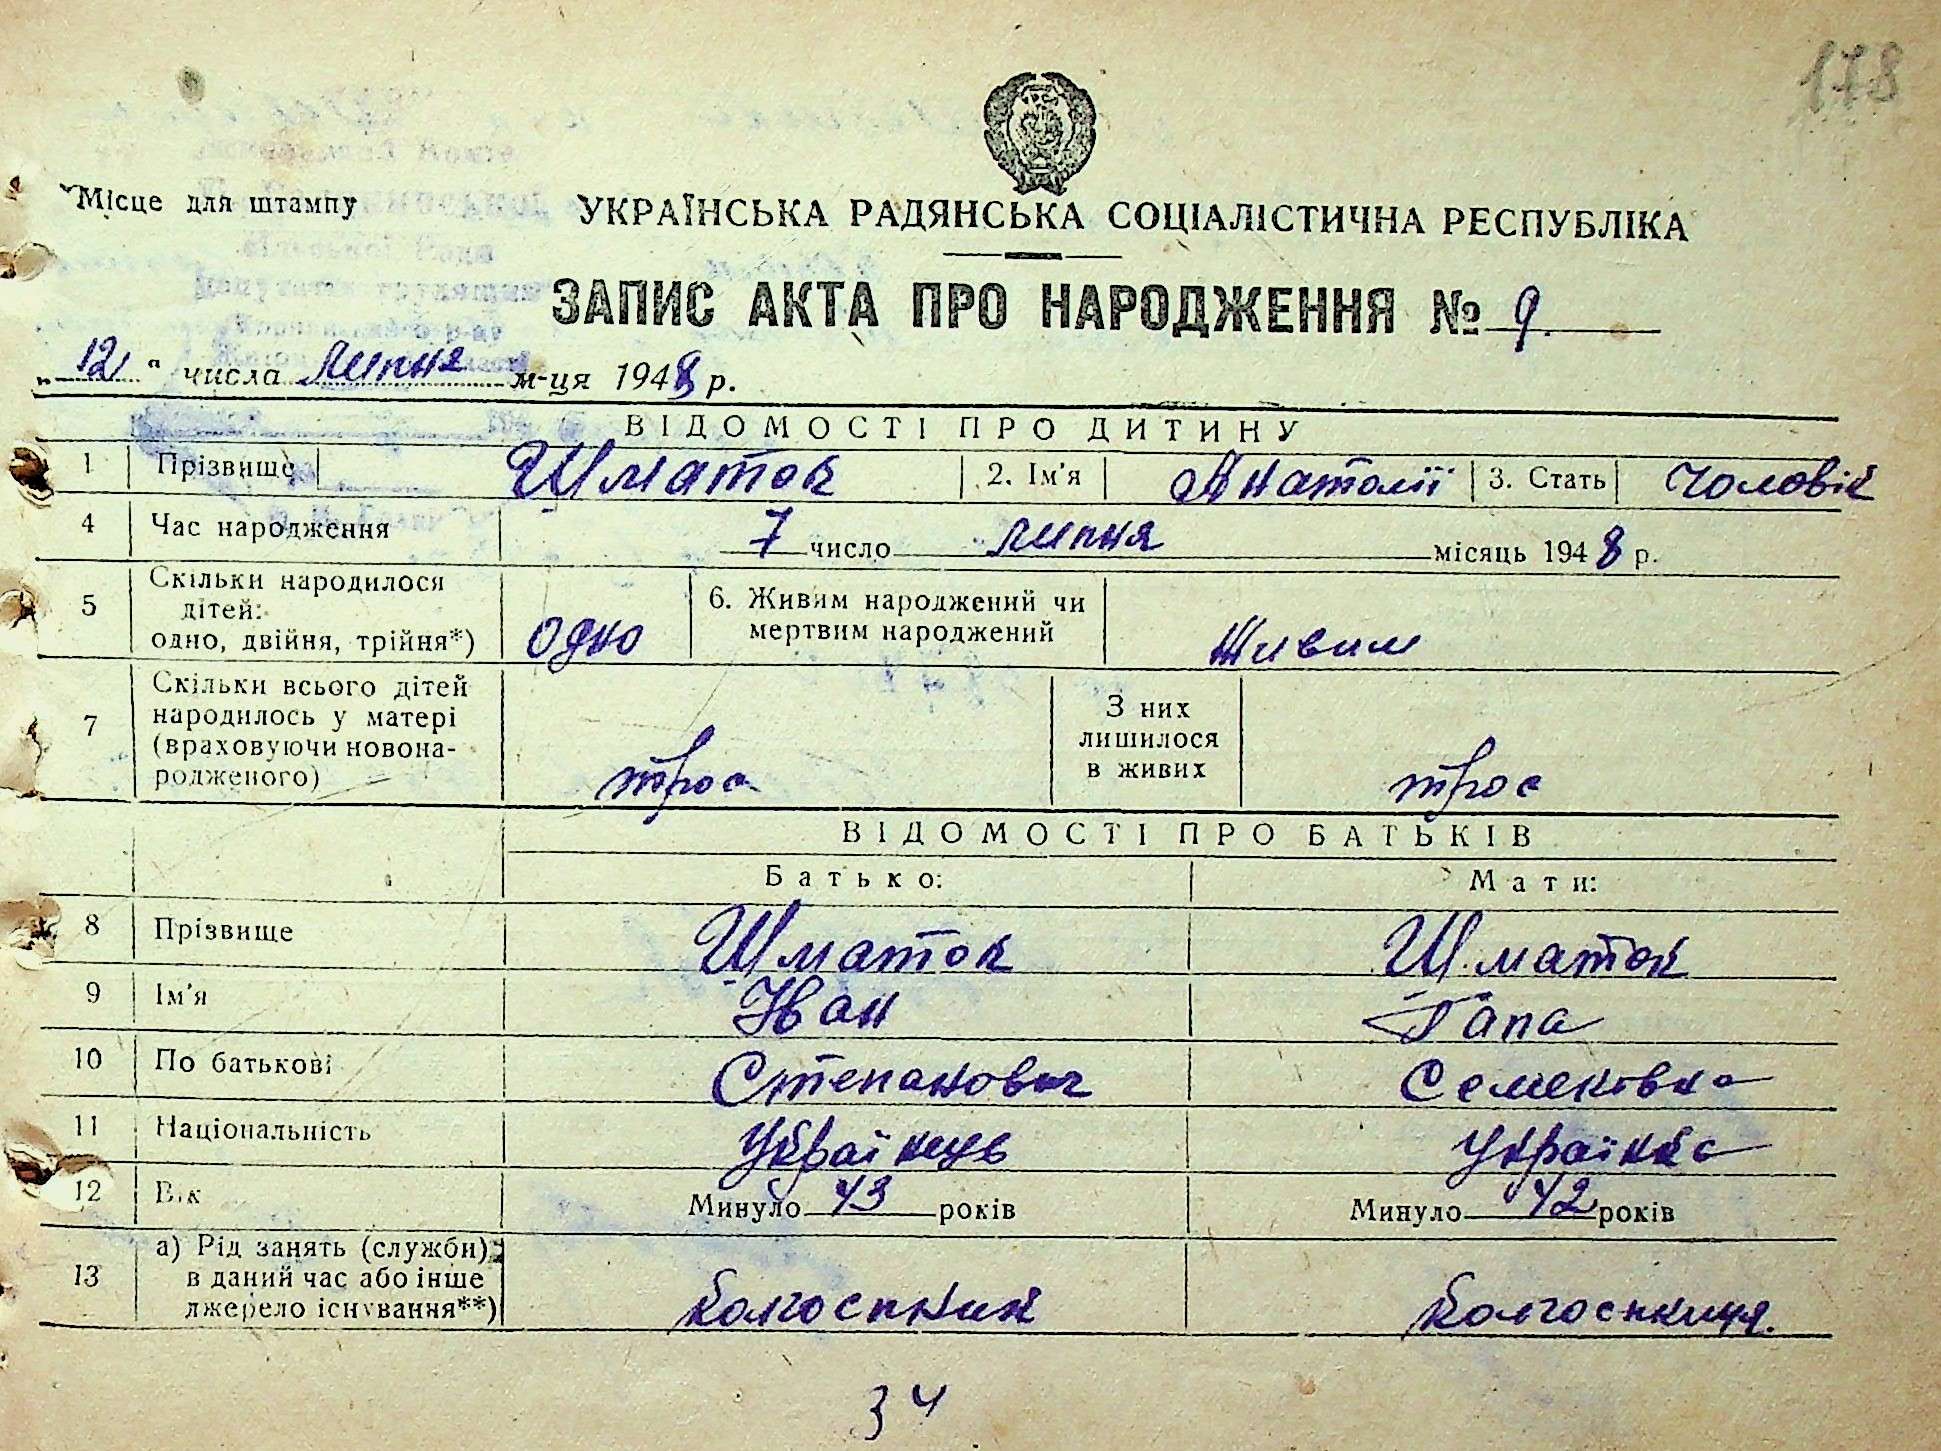 178
Місце для штампу
УКРАЇНСЬКА РАДЯНСЬКА СОЦІАЛІСТИЧНА РЕСПУБЛІКА
ЗАПИС АКТА ПРО НАРОДЖЕННЯ № 9.
„12“ числа липня м-ця 1948 р.
ВІДОМОСТІ ПРО ДИТИНУ
1 Прізвище Шматок 2. Ім'я Анатолії 3. Стать Чоловік
4 Час народження 7 число липня місяць 1948 р.
5 Скільки народилося
дітей:
одно, двійня, трійня*) одно
6. Живим народжений чи
мертвим народжений Живим
7 Скільки всього дітей
народилось у матері
(враховуючи новона-
родженого) троє
З них
лишилося
в живих троє
ВІДОМОСТІ ПРО БАТЬКІВ
Батько: Мати:
8 Прізвище Шматок Шматок
9 Ім'я Іван Гапа
10 По батькові Степанович Семенівна
11 Національність Українець Українка
12 Вік Минуло 43 років Минуло 42 років
13 а) Рід занять (служби)
в даний час або інше
джерело існування**) Колгоспник Колгоспниця.
34